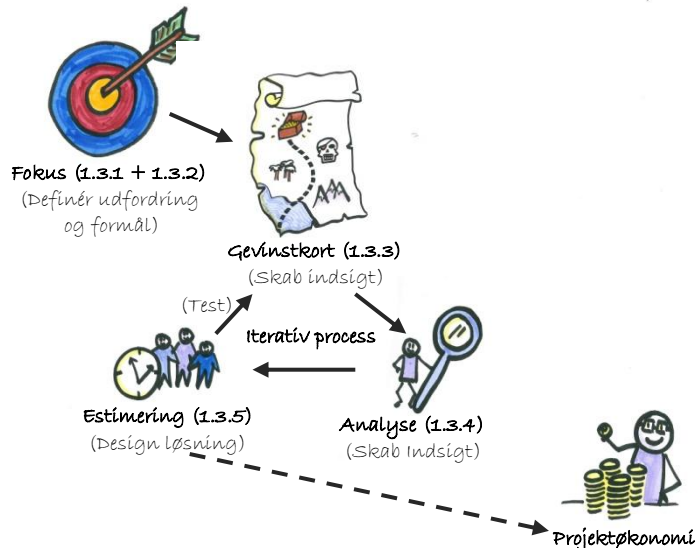 Fokus (1.3.1 + 1.3.2)
(Definér udfordring
og formål)
Gevinstkort (1.3.3)
(Skab indsigt)
(Test)
Iterativ process
Estimering (1.3.5)
(Design løsning)
Analyse (1.3.4)
(Skab Indsigt)
Projektøkonomi